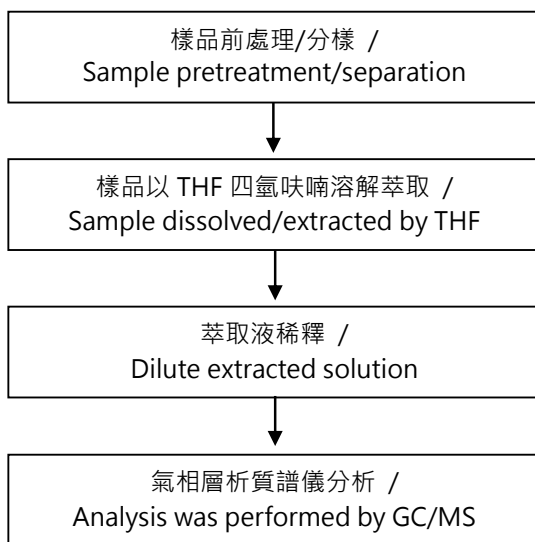 樣品前處理/分樣 /
Sample pretreatment/separation
樣品以 THF 四氫呋喃溶解萃取 /
Sample dissolved/extracted by THF
萃取液稀釋 /
Dilute extracted solution
氣相層析質譜儀分析 /
Analysis was performed by GC/MS